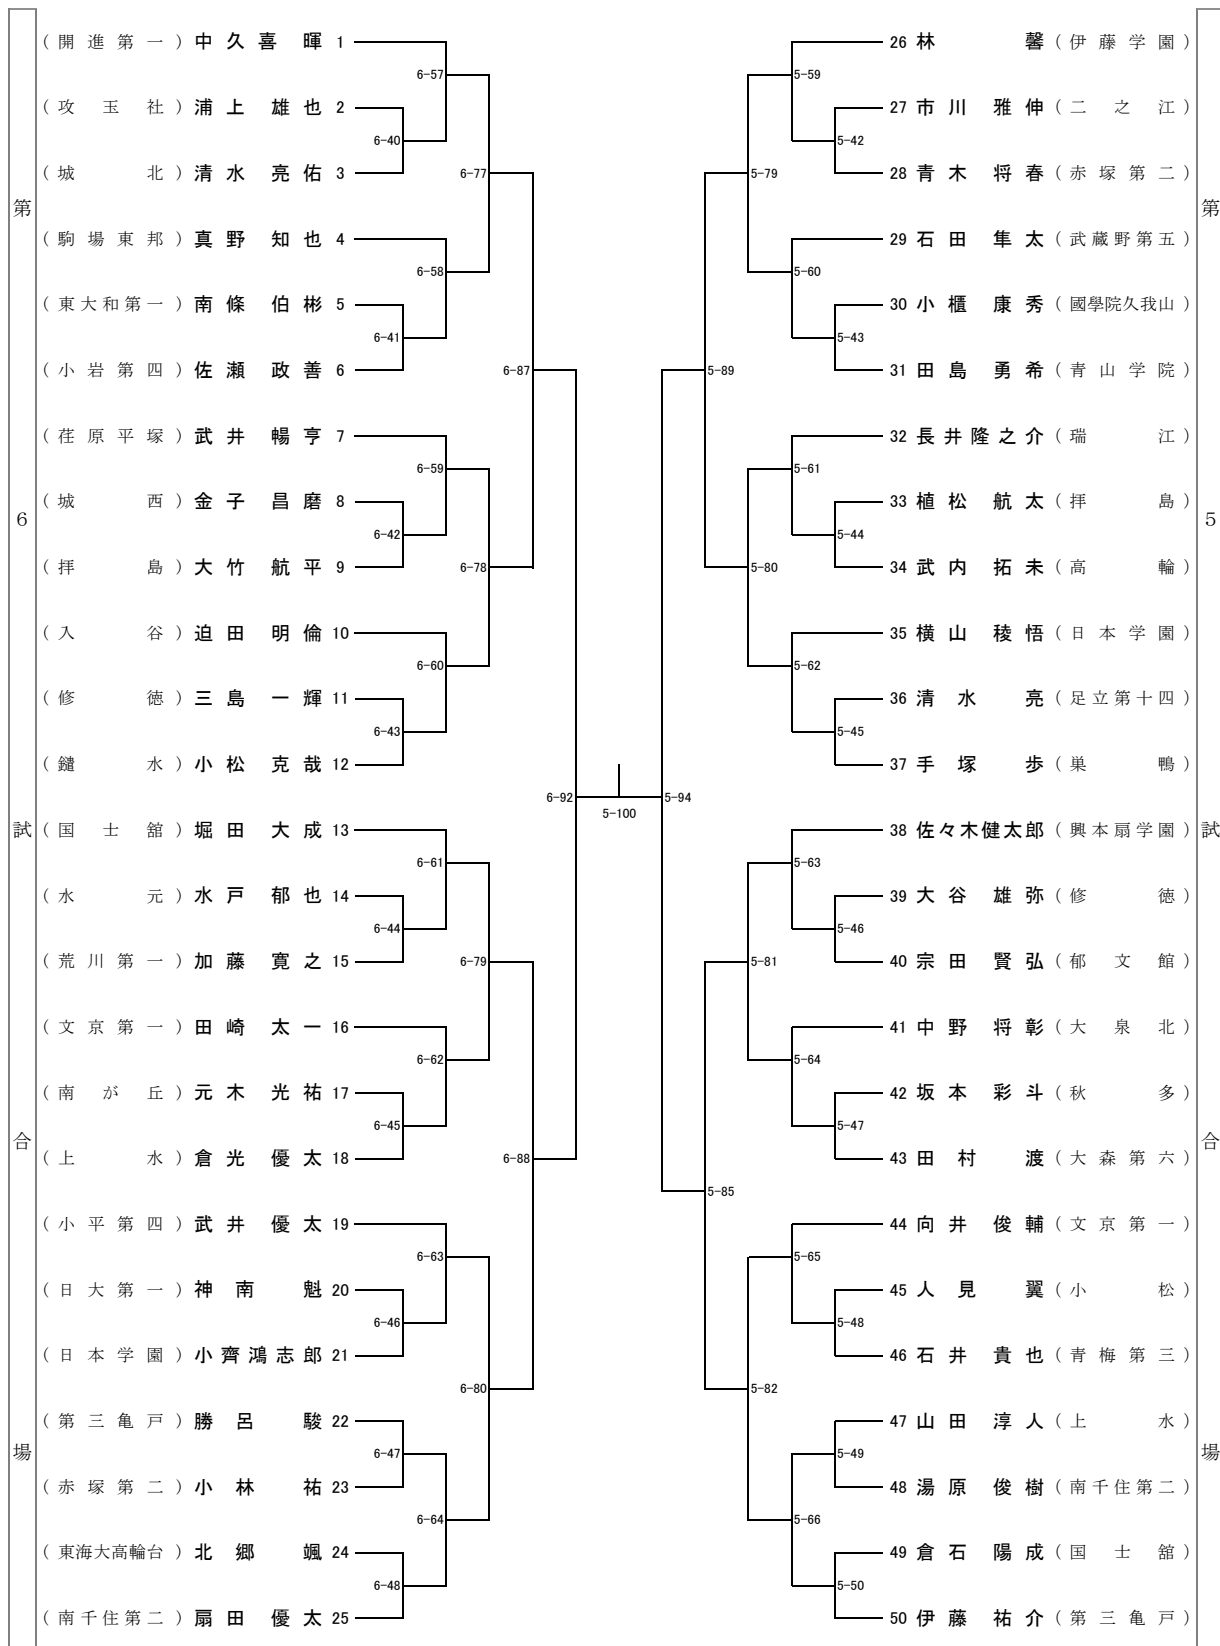 第6試合場
(開進第一) 中久喜暉 1
(攻玉社) 浦上雄也 2
(城北) 清水亮佑 3
(駒場東邦) 真野知也 4
(東大和第一) 南條伯彬 5
(小岩第四) 佐瀬政善 6
(荏原平塚) 武井暢亨 7
(城西) 金子昌磨 8
(拝島) 大竹航平 9
(入谷) 迫田明倫 10
(修徳) 三島一輝 11
(鑓水) 小松克哉 12
(国士舘) 堀田大成 13
(水元) 水戸郁也 14
(荒川第一) 加藤寛之 15
(文京第一) 田崎太一 16
(南が丘) 元木光祐 17
(上水) 倉光優太 18
(小平第四) 武井優太 19
(日大第一) 神南魁 20
(日本学園) 小齊鴻志郎 21
(第三亀戸) 勝呂駿 22
(赤塚第二) 小林祐 23
(東海大高輪台) 北郷颯 24
(南千住第二) 扇田優太 25
6-40
6-41
6-42
6-43
6-44
6-45
6-46
6-47
6-48
6-57
6-58
6-59
6-60
6-61
6-62
6-63
6-64
6-77
6-78
6-79
6-80
6-87
6-88
6-92
5-100
5-94
5-89
5-85
5-79
5-80
5-81
5-82
5-59
5-60
5-61
5-62
5-63
5-64
5-65
5-66
5-42
5-43
5-44
5-45
5-46
5-47
5-48
5-49
5-50
26 林馨 (伊藤学園)
27 市川雅伸 (二之江)
28 青木将春 (赤塚第二)
29 石田隼太 (武蔵野第五)
30 小櫃康秀 (國學院久我山)
31 田島勇希 (青山学院)
32 長井隆之介 (瑞江)
33 植松航太 (拝島)
34 武内拓未 (高輪)
35 横山稜悟 (日本学園)
36 清水亮 (足立第十四)
37 手塚歩 (巣鴨)
38 佐々木健太郎 (興本扇学園)
39 大谷雄弥 (修徳)
40 宗田賢弘 (郁文館)
41 中野将彰 (大泉北)
42 坂本彩斗 (秋多)
43 田村渡 (大森第六)
44 向井俊輔 (文京第一)
45 人見翼 (小松)
46 石井貴也 (青梅第三)
47 山田淳人 (上水)
48 湯原俊樹 (南千住第二)
49 倉石陽成 (国士舘)
50 伊藤祐介 (第三亀戸)
第5試合場